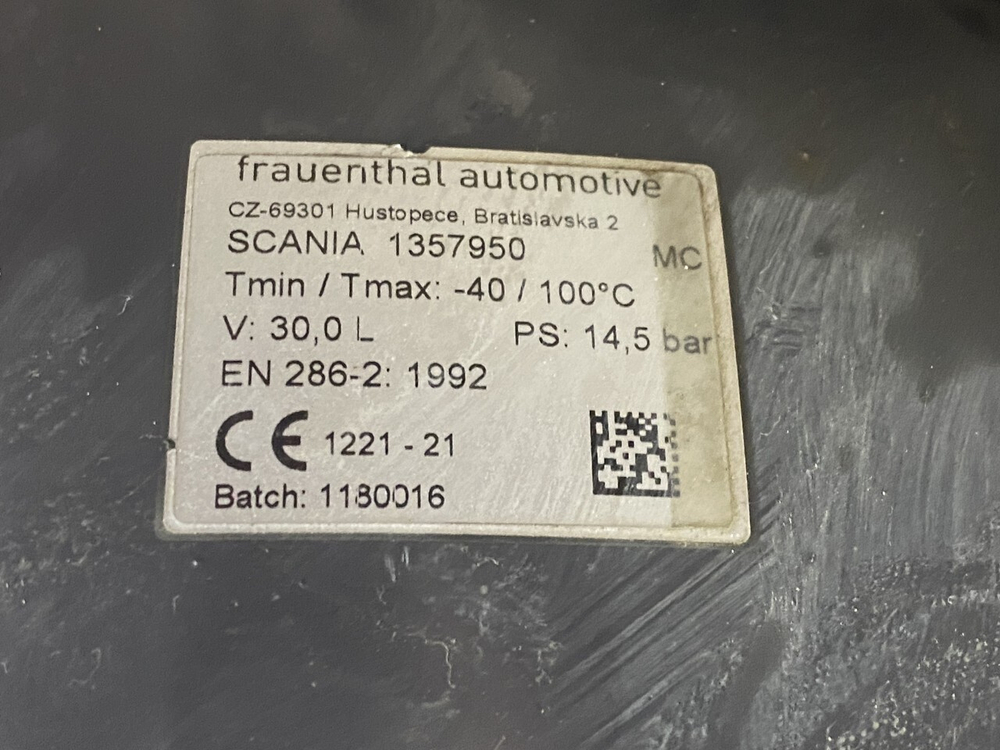 frauenthal automotive
CZ-69301 Hustopece, Bratislavska 2
SCANIA 1357950 MC
Tmin / Tmax: -40 / 100°C
V: 30,0 L PS: 14,5 bar
EN 286-2: 1992
CE 1221 - 21
Batch: 1180016